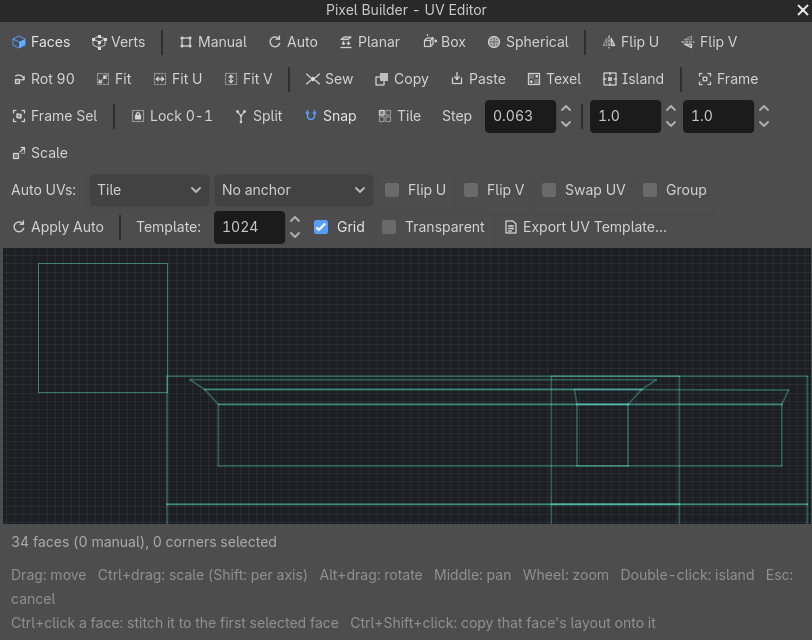 Pixel Builder - UV Editor
Faces Verts Manual Auto Planar Box Spherical Flip U Flip V
Rot 90 Fit Fit U Fit V Sew Copy Paste Texel Island Frame
Frame Sel Lock 0-1 Split Snap Tile Step 0.063 1.0 1.0
Scale
Auto UVs: Tile No anchor Flip U Flip V Swap UV Group
Apply Auto Template: 1024 Grid Transparent Export UV Template...
34 faces (0 manual), 0 corners selected
Drag: move Ctrl+drag: scale (Shift: per axis) Alt+drag: rotate Middle: pan Wheel: zoom Double-click: island Esc:
cancel
Ctrl+click a face: stitch it to the first selected face Ctrl+Shift+click: copy that face's layout onto it